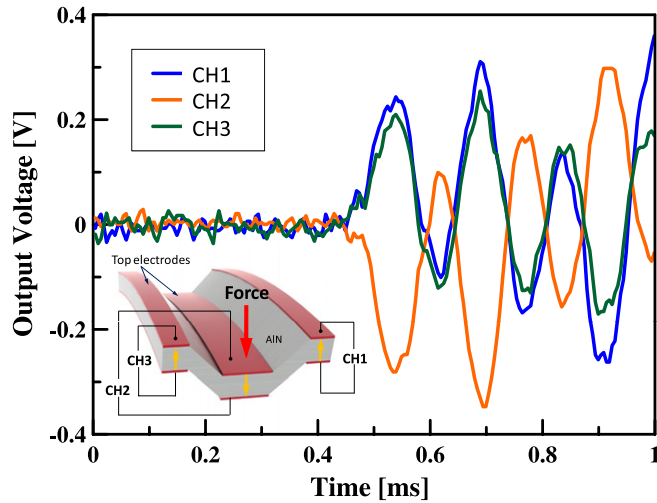 0.4
0.2
0
-0.2
-0.4
Output Voltage [V]
CH1
CH2
CH3
Top electrodes
Force
AlN
CH3
CH2
CH1
0
0.2
0.4
0.6
0.8
1
Time [ms]